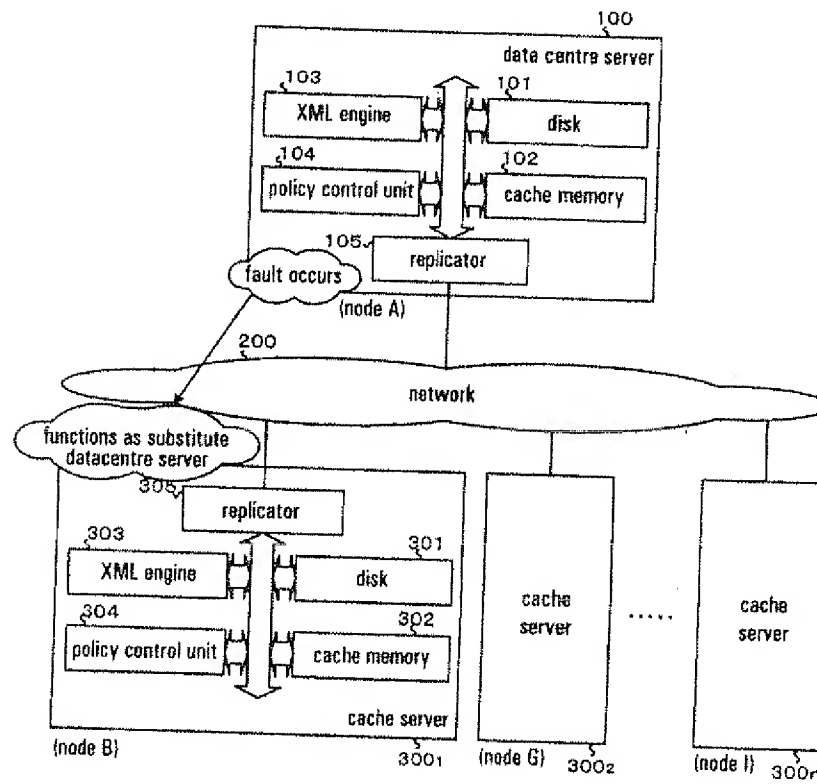 100
data centre server
103
XML engine
101
disk
104
policy control unit
102
cache memory
105
replicator
fault occurs
(node A)
200
network
functions as substitute
datacentre server
305
replicator
303
XML engine
301
disk
304
policy control unit
302
cache memory
cache server
(node B)
300₁
cache
server
(node G)
300₂
.....
cache
server
(node I)
300n